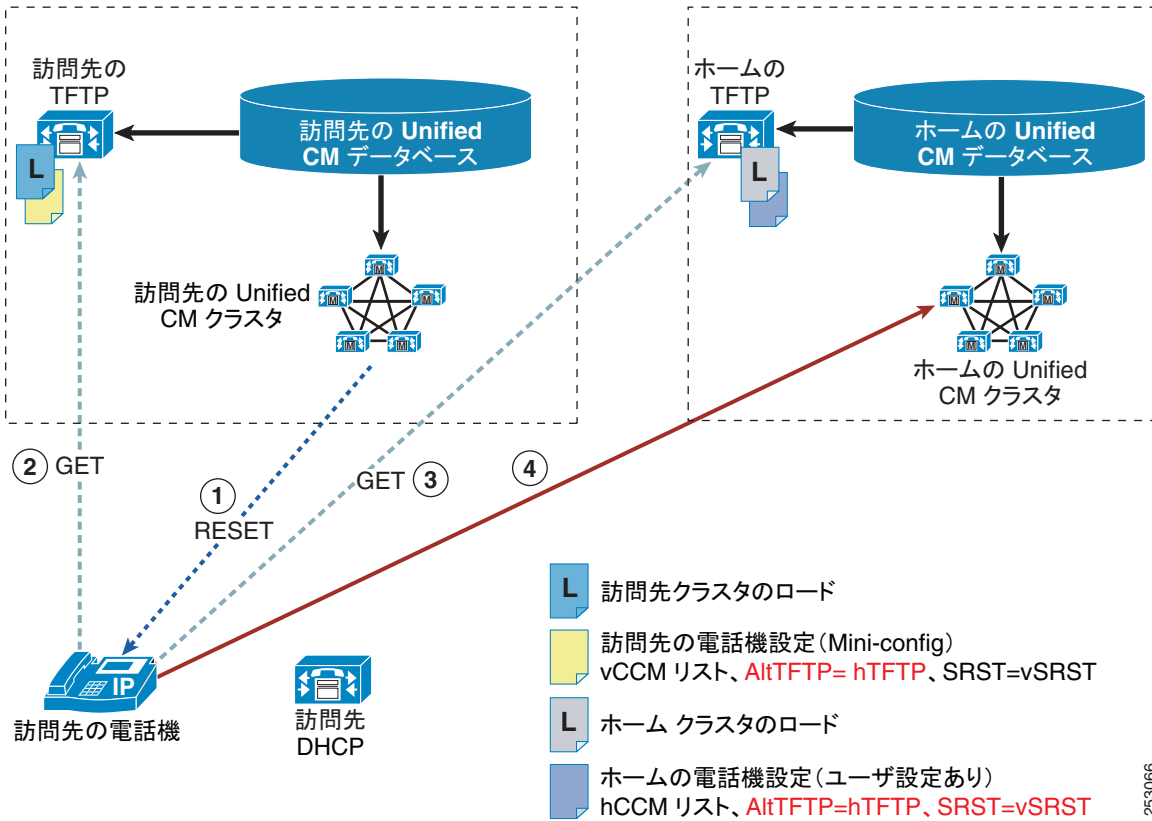 訪問先の
TFTP
訪問先の Unified
CM データベース
L
訪問先の Unified
CM クラスタ
M
M
M
M
M
ホームの
TFTP
ホームの Unified
CM データベース
L
M
M
M
M
M
ホームの Unified
CM クラスタ
2 GET
1
RESET
GET 3
4
IP
訪問先の電話機
訪問先
DHCP
L 訪問先クラスタのロード
訪問先の電話機設定(Mini-config)
vCCM リスト、AltTFTP= hTFTP、SRST=vSRST
L ホーム クラスタのロード
ホームの電話機設定(ユーザ設定あり)
hCCM リスト、AltTFTP=hTFTP、SRST=vSRST
253066